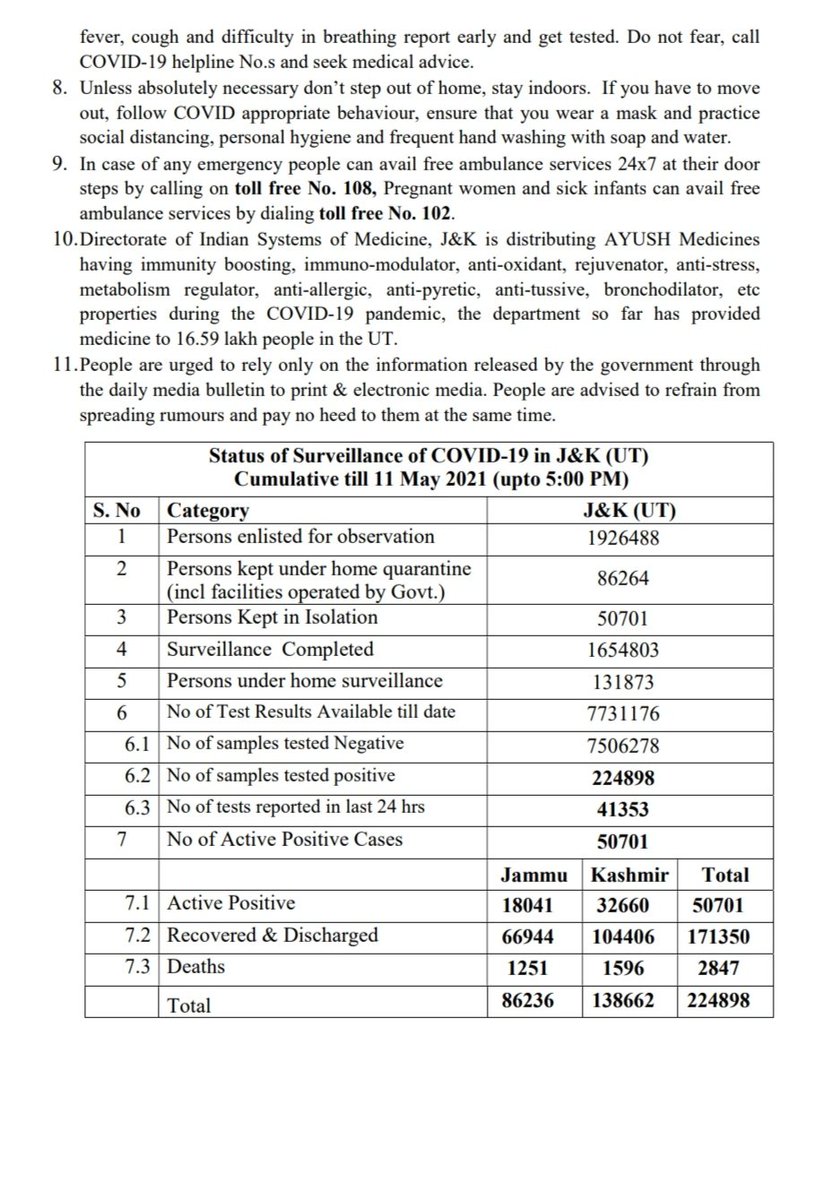 fever, cough and difficulty in breathing report early and get tested. Do not fear, call
COVID-19 helpline No.s and seek medical advice.
8. Unless absolutely necessary don’t step out of home, stay indoors. If you have to move
out, follow COVID appropriate behaviour, ensure that you wear a mask and practice
social distancing, personal hygiene and frequent hand washing with soap and water.
9. In case of any emergency people can avail free ambulance services 24x7 at their door
steps by calling on toll free No. 108, Pregnant women and sick infants can avail free
ambulance services by dialing toll free No. 102.
10. Directorate of Indian Systems of Medicine, J&K is distributing AYUSH Medicines
having immunity boosting, immuno-modulator, anti-oxidant, rejuvenator, anti-stress,
metabolism regulator, anti-allergic, anti-pyretic, anti-tussive, bronchodilator, etc
properties during the COVID-19 pandemic, the department so far has provided
medicine to 16.59 lakh people in the UT.
11. People are urged to rely only on the information released by the government through
the daily media bulletin to print & electronic media. People are advised to refrain from
spreading rumours and pay no heed to them at the same time.
Status of Surveillance of COVID-19 in J&K (UT)
Cumulative till 11 May 2021 (upto 5:00 PM)
S. No Category J&K (UT)
1 Persons enlisted for observation 1926488
2 Persons kept under home quarantine
(incl facilities operated by Govt.) 86264
3 Persons Kept in Isolation 50701
4 Surveillance Completed 1654803
5 Persons under home surveillance 131873
6 No of Test Results Available till date 7731176
6.1 No of samples tested Negative 7506278
6.2 No of samples tested positive 224898
6.3 No of tests reported in last 24 hrs 41353
7 No of Active Positive Cases 50701
Jammu Kashmir Total
7.1 Active Positive 18041 32660 50701
7.2 Recovered & Discharged 66944 104406 171350
7.3 Deaths 1251 1596 2847
Total 86236 138662 224898